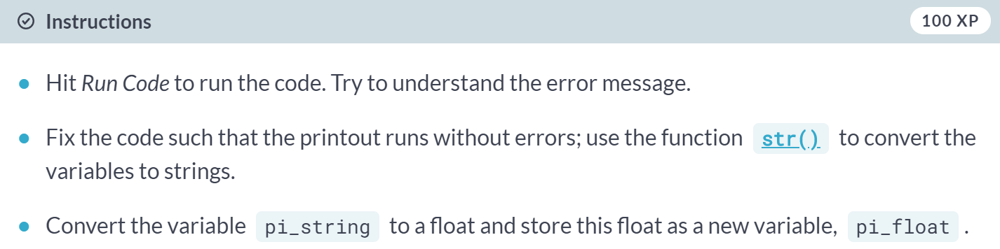 Instructions
100 XP
Hit Run Code to run the code. Try to understand the error message.
Fix the code such that the printout runs without errors; use the function str() to convert the
variables to strings.
Convert the variable pi_string to a float and store this float as a new variable, pi_float .